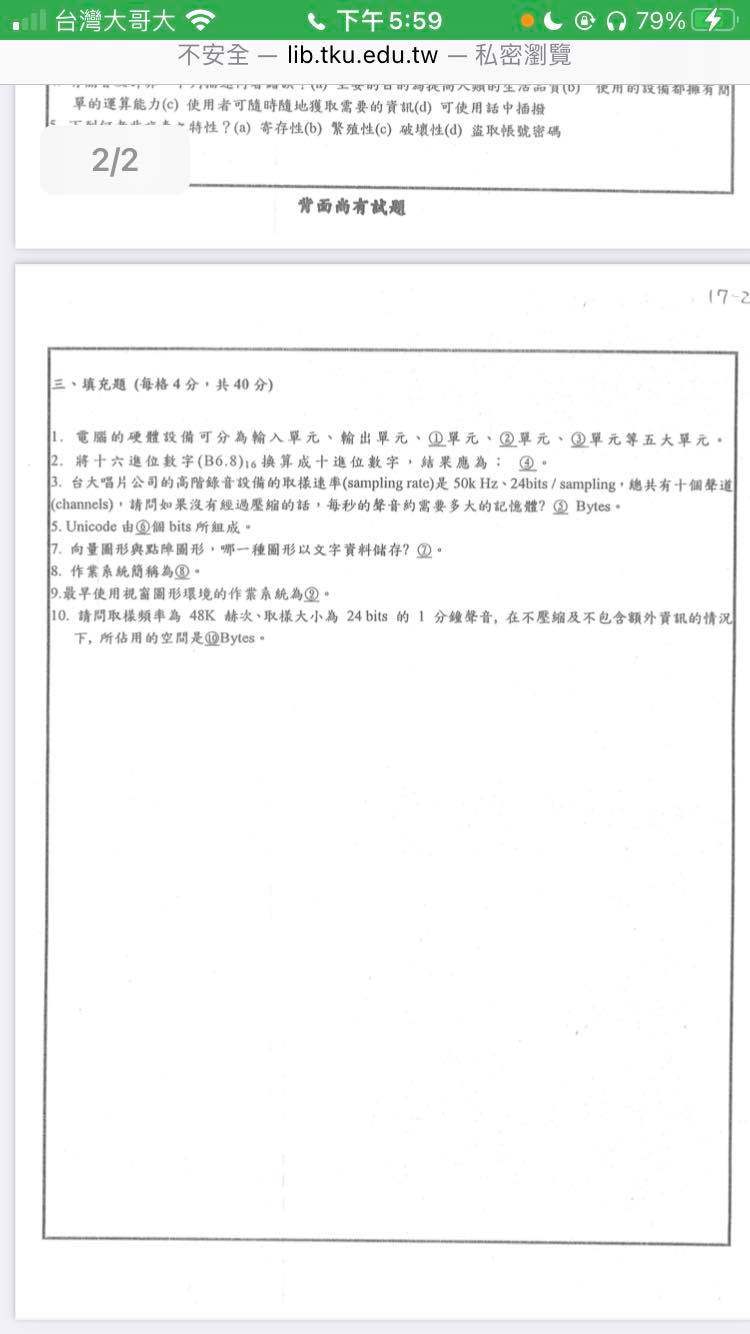 台灣大哥大 下午5:59 79%
不安全 — lib.tku.edu.tw — 私密瀏覽
使用的設備都擁有簡
單的運算能力(c) 使用者可隨時隨地獲取需要的資訊(d) 可使用話中插撥
特性？(a) 寄存性(b) 繁殖性(c) 破壞性(d) 盜取帳號密碼
2/2
背面尚有試題
17-2
三、填充題 (每格 4 分，共 40 分)
1. 電腦的硬體設備可分為輸入單元、輸出單元、①單元、②單元、③單元等五大單元。
2. 將十六進位數字(B6.8)₁₆換算成十進位數字，結果應為： ④。
3. 台大唱片公司的高階錄音設備的取樣速率(sampling rate)是 50k Hz、24bits / sampling，總共有十個聲道
(channels)，請問如果沒有經過壓縮的話，每秒的聲音約需要多大的記憶體? ⑤ Bytes。
5. Unicode 由⑥個 bits 所組成。
7. 向量圖形與點陣圖形，哪一種圖形以文字資料儲存? ⑦。
8. 作業系統簡稱為⑧。
9.最早使用視窗圖形環境的作業系統為⑨。
10. 請問取樣頻率為 48K 赫次、取樣大小為 24 bits 的 1 分鐘聲音, 在不壓縮及不包含額外資訊的情況
下, 所佔用的空間是⑩Bytes。